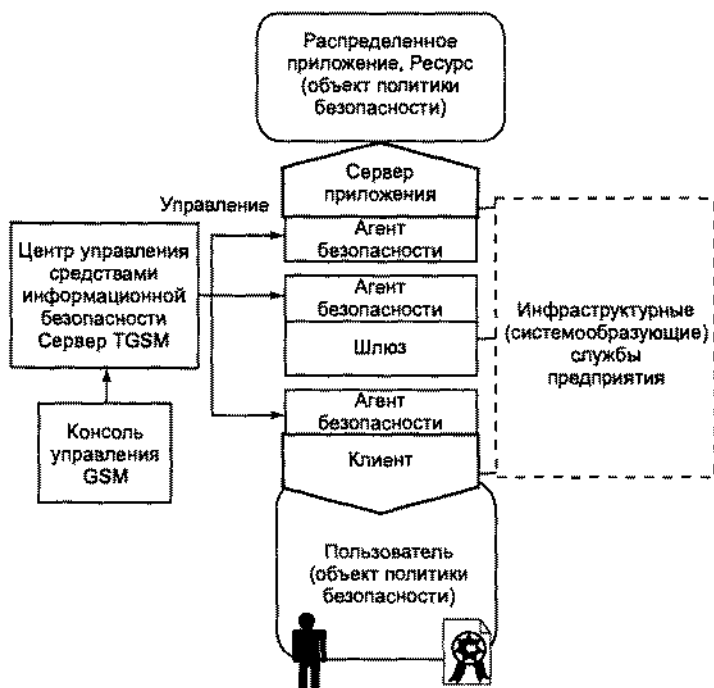 Распределенное
приложение, Ресурс
(объект политики
безопасности)
Сервер
приложения
Управление
Агент
безопасности
Центр управления
средствами
информационной
безопасности
Сервер TGSM
Агент
безопасности
Шлюз
Инфраструктурные
(системообразующие)
службы
предприятия
Агент
безопасности
Консоль
управления
GSM
Клиент
Пользователь
(объект политики
безопасности)